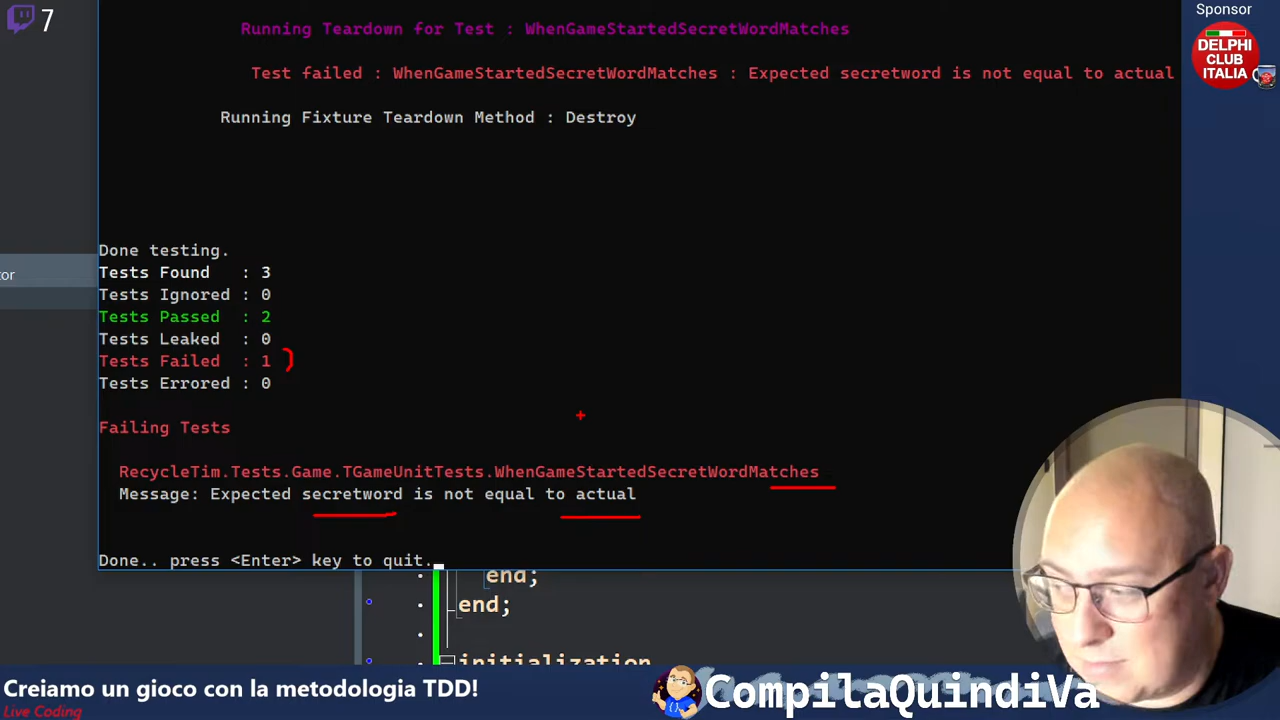 7
Running Teardown for Test : WhenGameStartedSecretWordMatches
Sponsor
DELPHI
CLUB
ITALIA
Test failed : WhenGameStartedSecretWordMatches : Expected secretword is not equal to actual
Running Fixture Teardown Method : Destroy
Done testing.
Tests Found : 3
tor
Tests Ignored : 0
Tests Passed : 2
Tests Leaked : 0
Tests Failed : 1
Tests Errored : 0
Failing Tests
RecycleTim.Tests.Game.TGameUnitTests.WhenGameStartedSecretWordMatches
Message: Expected secretword is not equal to actual
Done.. press <Enter> key to quit.
end;
end;
initialization
Creiamo un gioco con la metodologia TDD!
Live Coding
CompilaQuindiVa